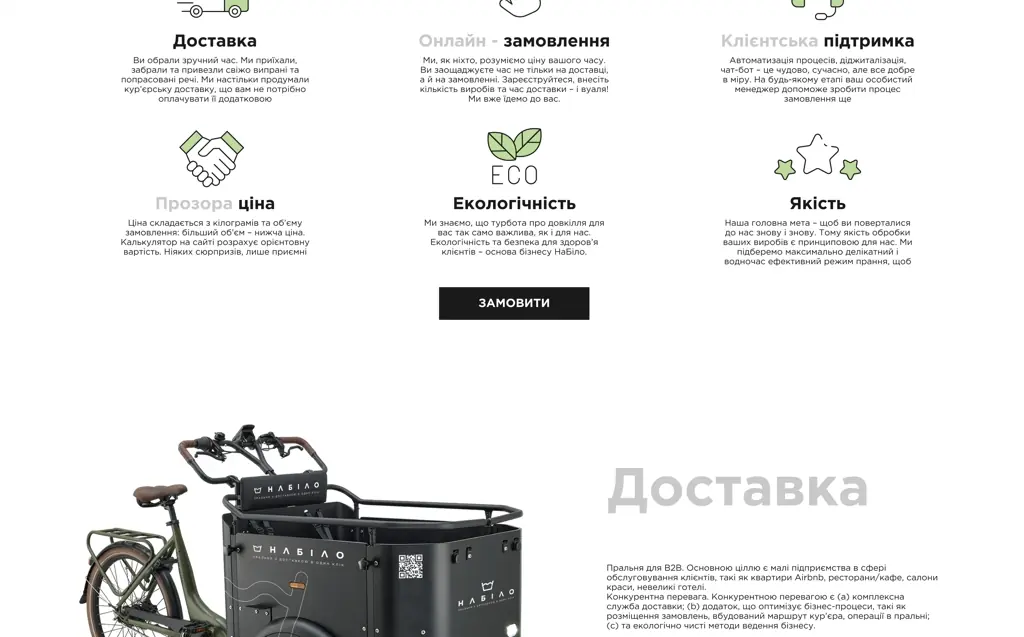 Доставка
Ви обрали зручний час. Ми приїхали,
забрали та привезли свіжо випрані та
попрасовані речі. Ми настільки продумали
кур’єрську доставку, що вам не потрібно
оплачувати її додатковою
Онлайн - замовлення
Ми, як ніхто, розуміємо ціну вашого часу.
Ви заощаджуєте час не тільки на доставці,
а й на замовленні. Зареєструйтеся, внесіть
кількість виробів та час доставки – і вуаля!
Ми вже їдемо до вас.
Клієнтська підтримка
Автоматизація процесів, діджиталізація,
чат-бот – це чудово, сучасно, але все добре
в міру. На будь-якому етапі ваш особистий
менеджер допоможе зробити процес
замовлення ще
Прозора ціна
Ціна складається з кілограмів та об’єму
замовлення: більший об’єм – нижча ціна.
Калькулятор на сайті розрахує орієнтовну
вартість. Ніяких сюрпризів, лише приємні
ECO
Екологічність
Ми знаємо, що турбота про довкілля для
вас так само важлива, як і для нас.
Екологічність та безпека для здоров’я
клієнтів – основа бізнесу НаБіло.
Якість
Наша головна мета – щоб ви поверталися
до нас знову і знову. Тому якість обробки
ваших виробів є принциповою для нас. Ми
підберемо максимально делікатний і
водночас ефективний режим прання, щоб
ЗАМОВИТИ
НАБІЛО
НАБІЛО
ПРАЛЬНЯ З ДОСТАВКОЮ В ОДИН КЛІК
НАБІЛО
Доставка
Пральня для B2B. Основною ціллю є малі підприємства в сфері
обслуговування клієнтів, такі як квартири Airbnb, ресторани/кафе, салони
краси, невеликі готелі.
Конкурентна перевага. Конкурентною перевагою є (a) комплексна
служба доставки; (b) додаток, що оптимізує бізнес-процеси, такі як
розміщення замовлень, вбудований маршрут кур’єра, операції в пральні;
(c) та екологічно чисті методи ведення бізнесу.